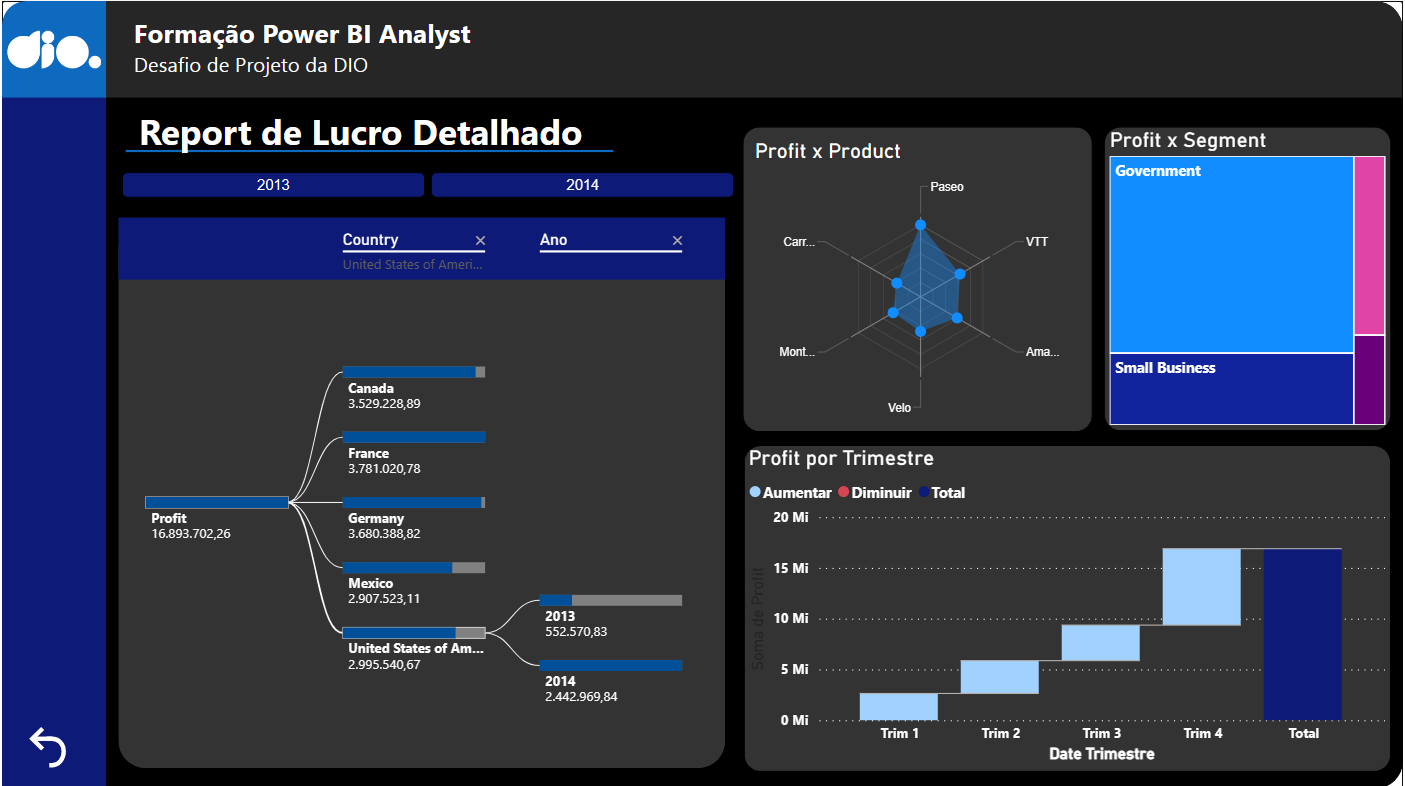 dio.
Formação Power BI Analyst
Desafio de Projeto da DIO
Report de Lucro Detalhado
2013
2014
Country
Ano
United States of Ameri...
Profit
16.893.702,26
Canada
3.529.228,89
France
3.781.020,78
Germany
3.680.388,82
Mexico
2.907.523,11
United States of Am...
2.995.540,67
2013
552.570,83
2014
2.442.969,84
Profit x Product
Paseo
VTT
Ama...
Velo
Mont...
Carr...
Profit x Segment
Government
Small Business
Profit por Trimestre
Aumentar Diminuir Total
Soma de Profit
20 Mi
15 Mi
10 Mi
5 Mi
0 Mi
Trim 1 Trim 2 Trim 3 Trim 4 Total
Date Trimestre